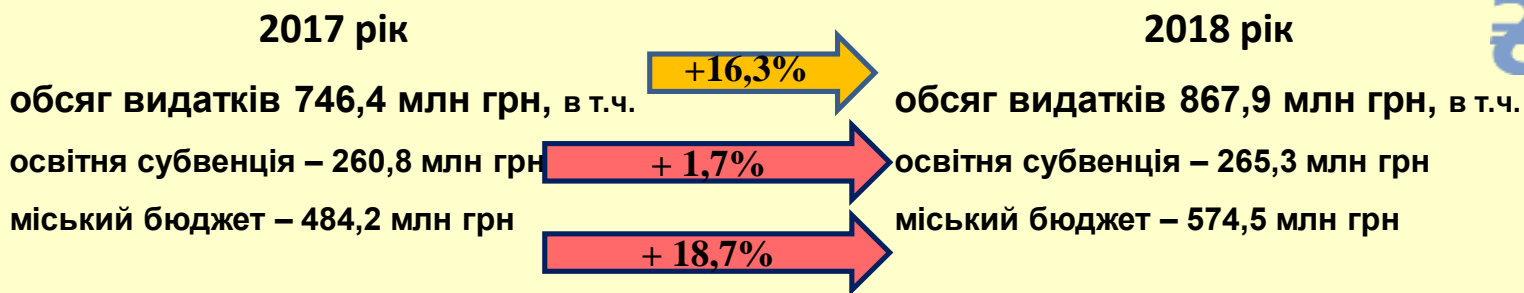 2017 рік
2018 рік
+16,3%
обсяг видатків 746,4 млн грн, в т.ч.
обсяг видатків 867,9 млн грн, в т.ч.
освітня субвенція – 260,8 млн грн
+ 1,7%
освітня субвенція – 265,3 млн грн
міський бюджет – 484,2 млн грн
міський бюджет – 574,5 млн грн
+ 18,7%